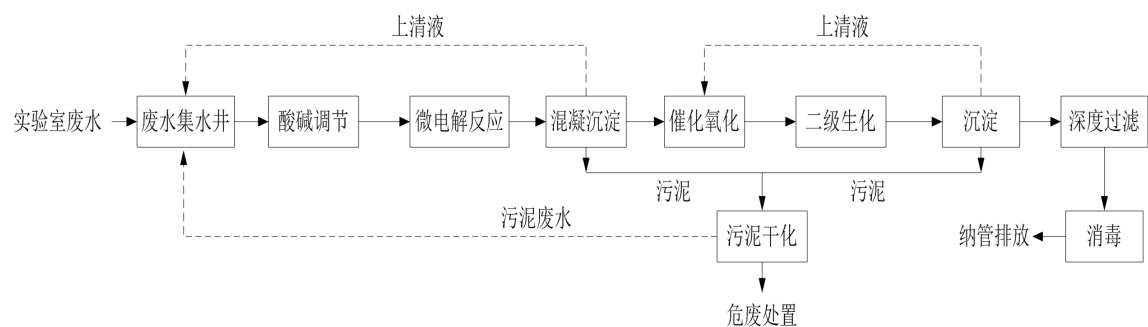 上清液
上清液
实验室废水
废水集水井
酸碱调节
微电解反应
混凝沉淀
催化氧化
二级生化
沉淀
深度过滤
污泥
污泥
污泥废水
污泥干化
纳管排放
消毒
危废处置